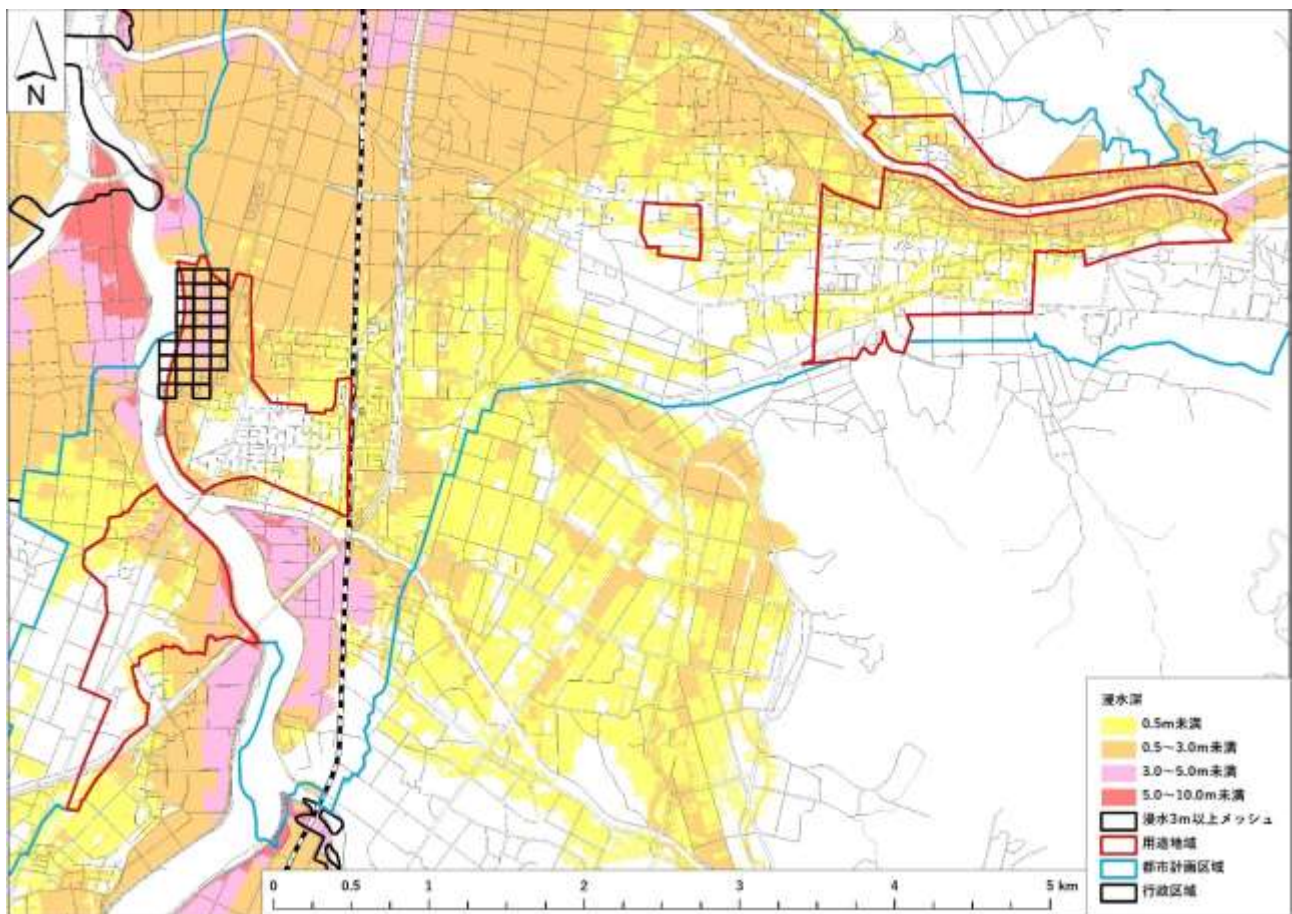 N
浸水深
0.5m未満
0.5～3.0m未満
3.0～5.0m未満
5.0～10.0m未満
浸水3m以上メッシュ
用途地域
都市計画区域
行政区域
0 0.5 1 2 3 4 5 km